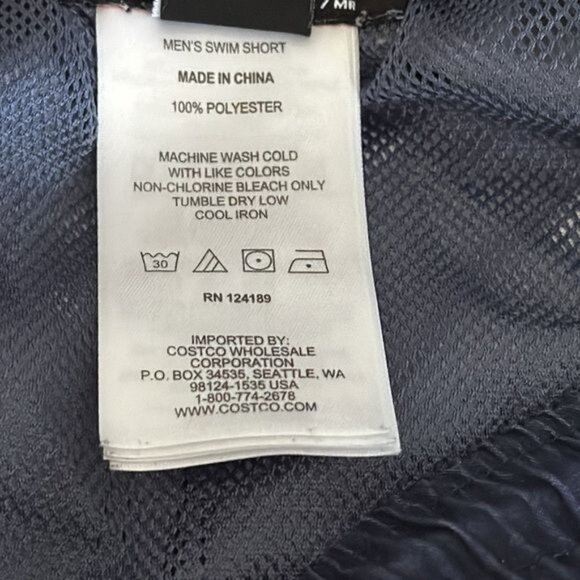 MEN'S SWIM SHORT
MADE IN CHINA
100% POLYESTER
MACHINE WASH COLD
WITH LIKE COLORS
NON-CHLORINE BLEACH ONLY
TUMBLE DRY LOW
COOL IRON
30
RN 124189
IMPORTED BY:
COSTCO WHOLESALE
CORPORATION
P.O. BOX 34535, SEATTLE, WA
98124-1535 USA
1-800-774-2678
WWW.COSTCO.COM